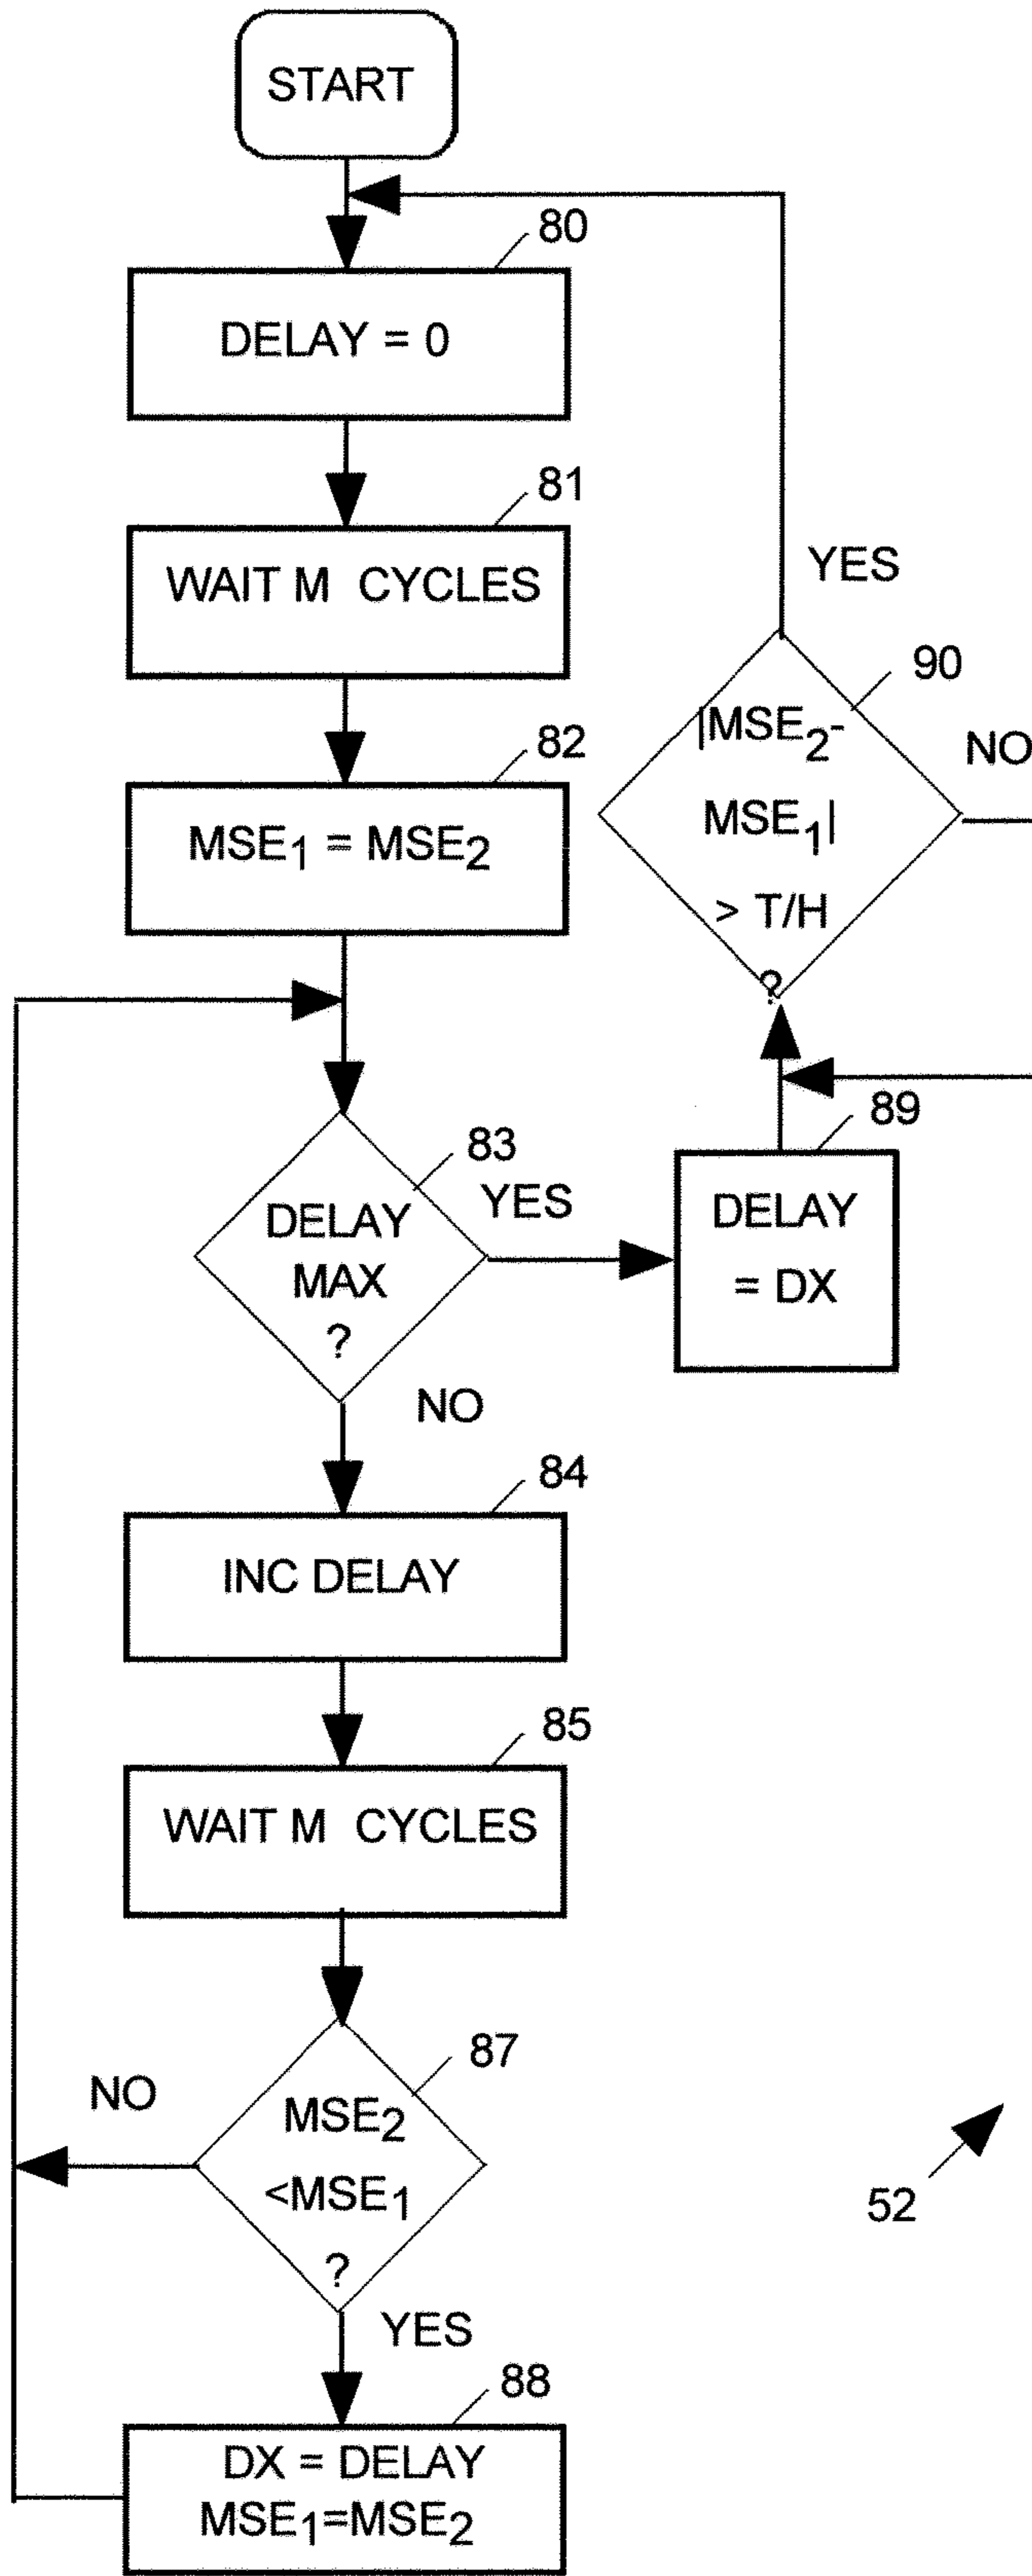 START
80
DELAY = 0
81
WAIT M CYCLES
YES
90
82
|MSE2-
NO
MSE1 = MSE2
MSE1|
> T/H
?
83
YES
89
DELAY
MAX
?
DELAY
= DX
NO
84
INC DELAY
85
WAIT M CYCLES
87
NO
MSE2
<MSE1
?
52
YES
88
DX = DELAY
MSE1=MSE2